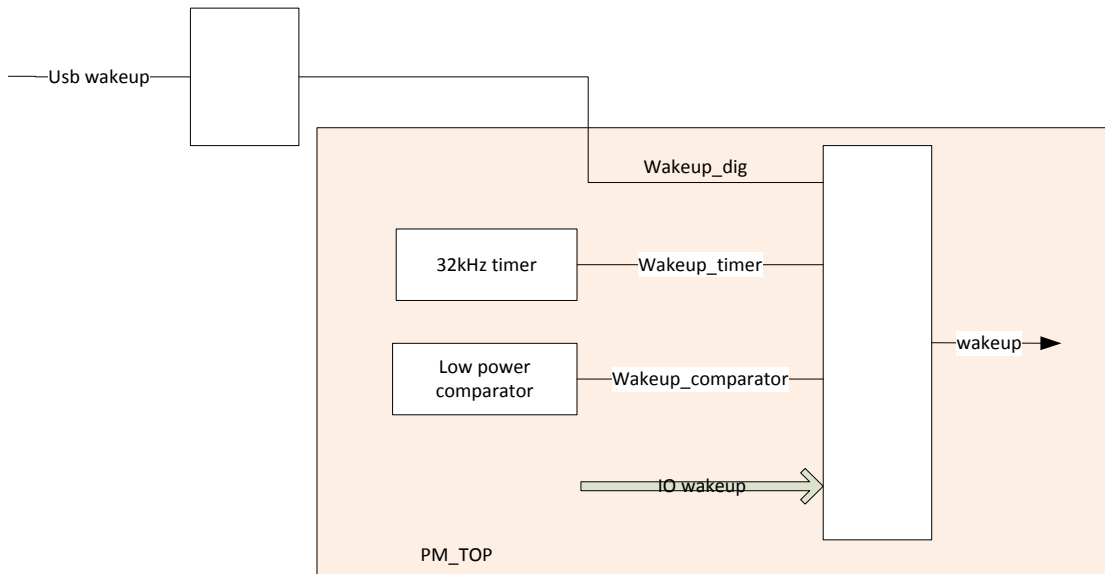 Usb wakeup
Wakeup_dig
32kHz timer
Wakeup_timer
wakeup
Low power
comparator
Wakeup_comparator
IO wakeup
PM_TOP